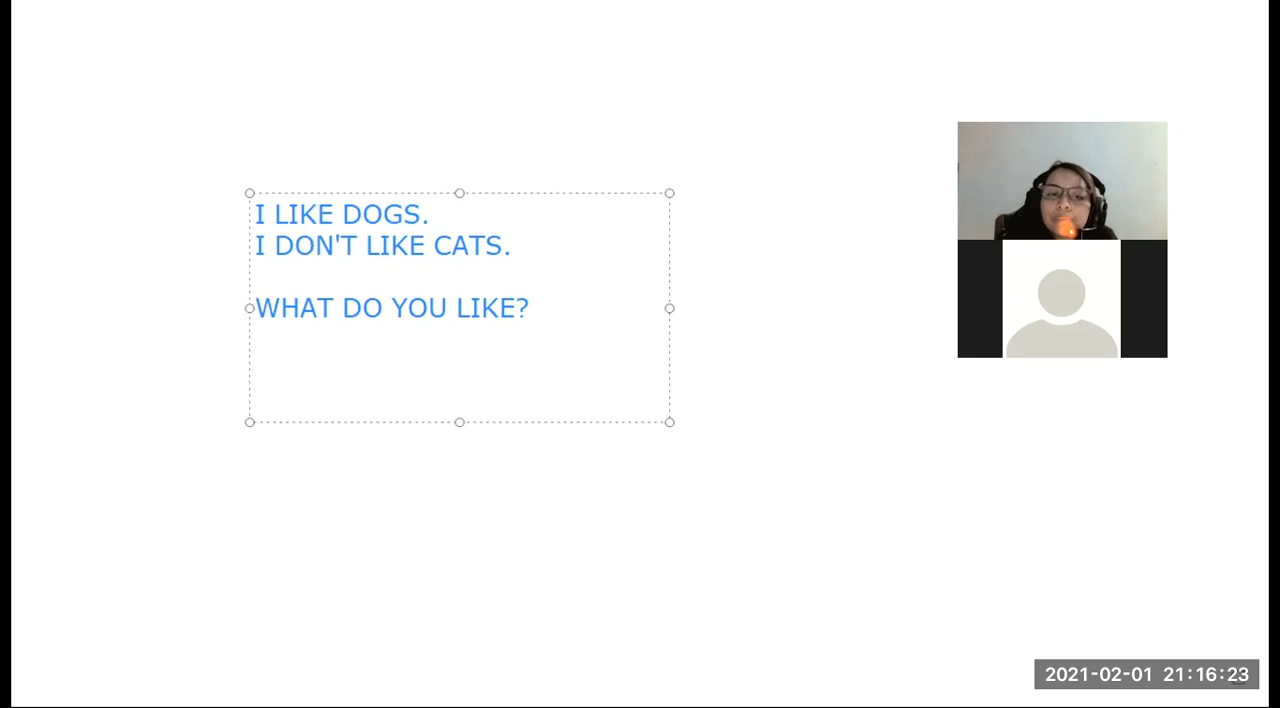 I LIKE DOGS.
I DON'T LIKE CATS.
WHAT DO YOU LIKE?
2021-02-01 21:16:23